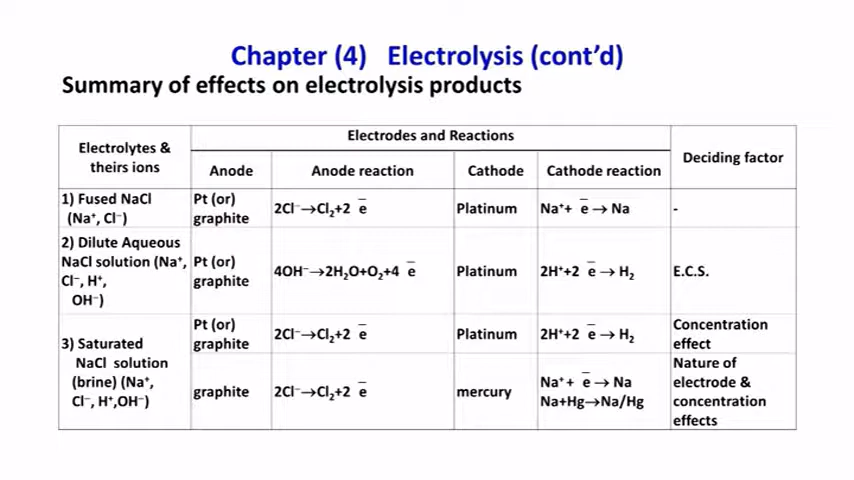 Chapter (4) Electrolysis (cont'd)
Summary of effects on electrolysis products
Electrodes and Reactions
Electrolytes &
theirs ions
Anode
Anode reaction
Cathode
Cathode reaction
Deciding factor
1) Fused NaCl
(Na⁺, Cl⁻)
Pt (or)
graphite
2Cl⁻→Cl₂+2 e̅
Platinum
Na⁺+ e̅ → Na
-
2) Dilute Aqueous
NaCl solution (Na⁺,
Cl⁻, H⁺,
OH⁻)
Pt (or)
graphite
4OH⁻→2H₂O+O₂+4 e̅
Platinum
2H⁺+2 e̅ → H₂
E.C.S.
3) Saturated
NaCl solution
(brine) (Na⁺,
Cl⁻, H⁺,OH⁻)
Pt (or)
graphite
2Cl⁻→Cl₂+2 e̅
Platinum
2H⁺+2 e̅ → H₂
Concentration
effect
graphite
2Cl⁻→Cl₂+2 e̅
mercury
Na⁺+ e̅ → Na
Na+Hg→Na/Hg
Nature of
electrode &
concentration
effects